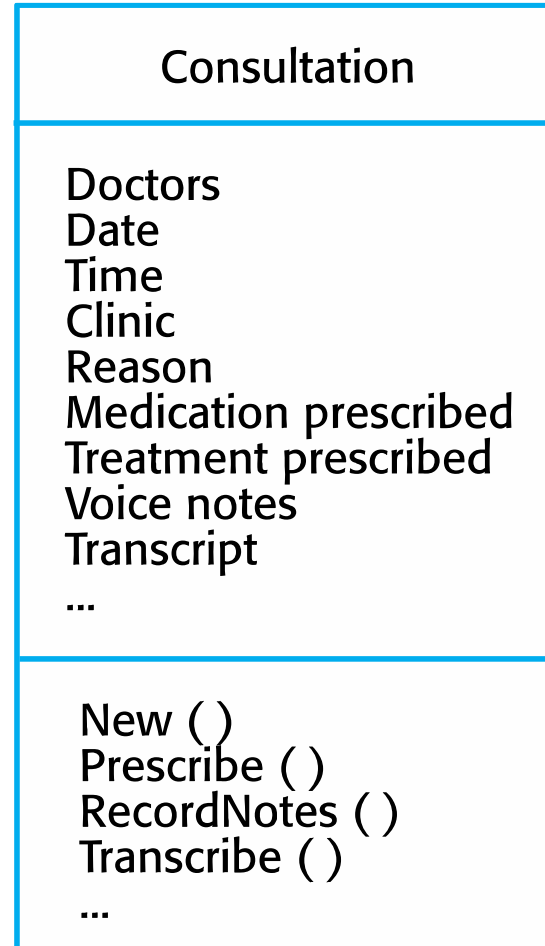 Consultation
Doctors
Date
Time
Clinic
Reason
Medication prescribed
Treatment prescribed
Voice notes
Transcript
...
New ( )
Prescribe ( )
RecordNotes ( )
Transcribe ( )
...